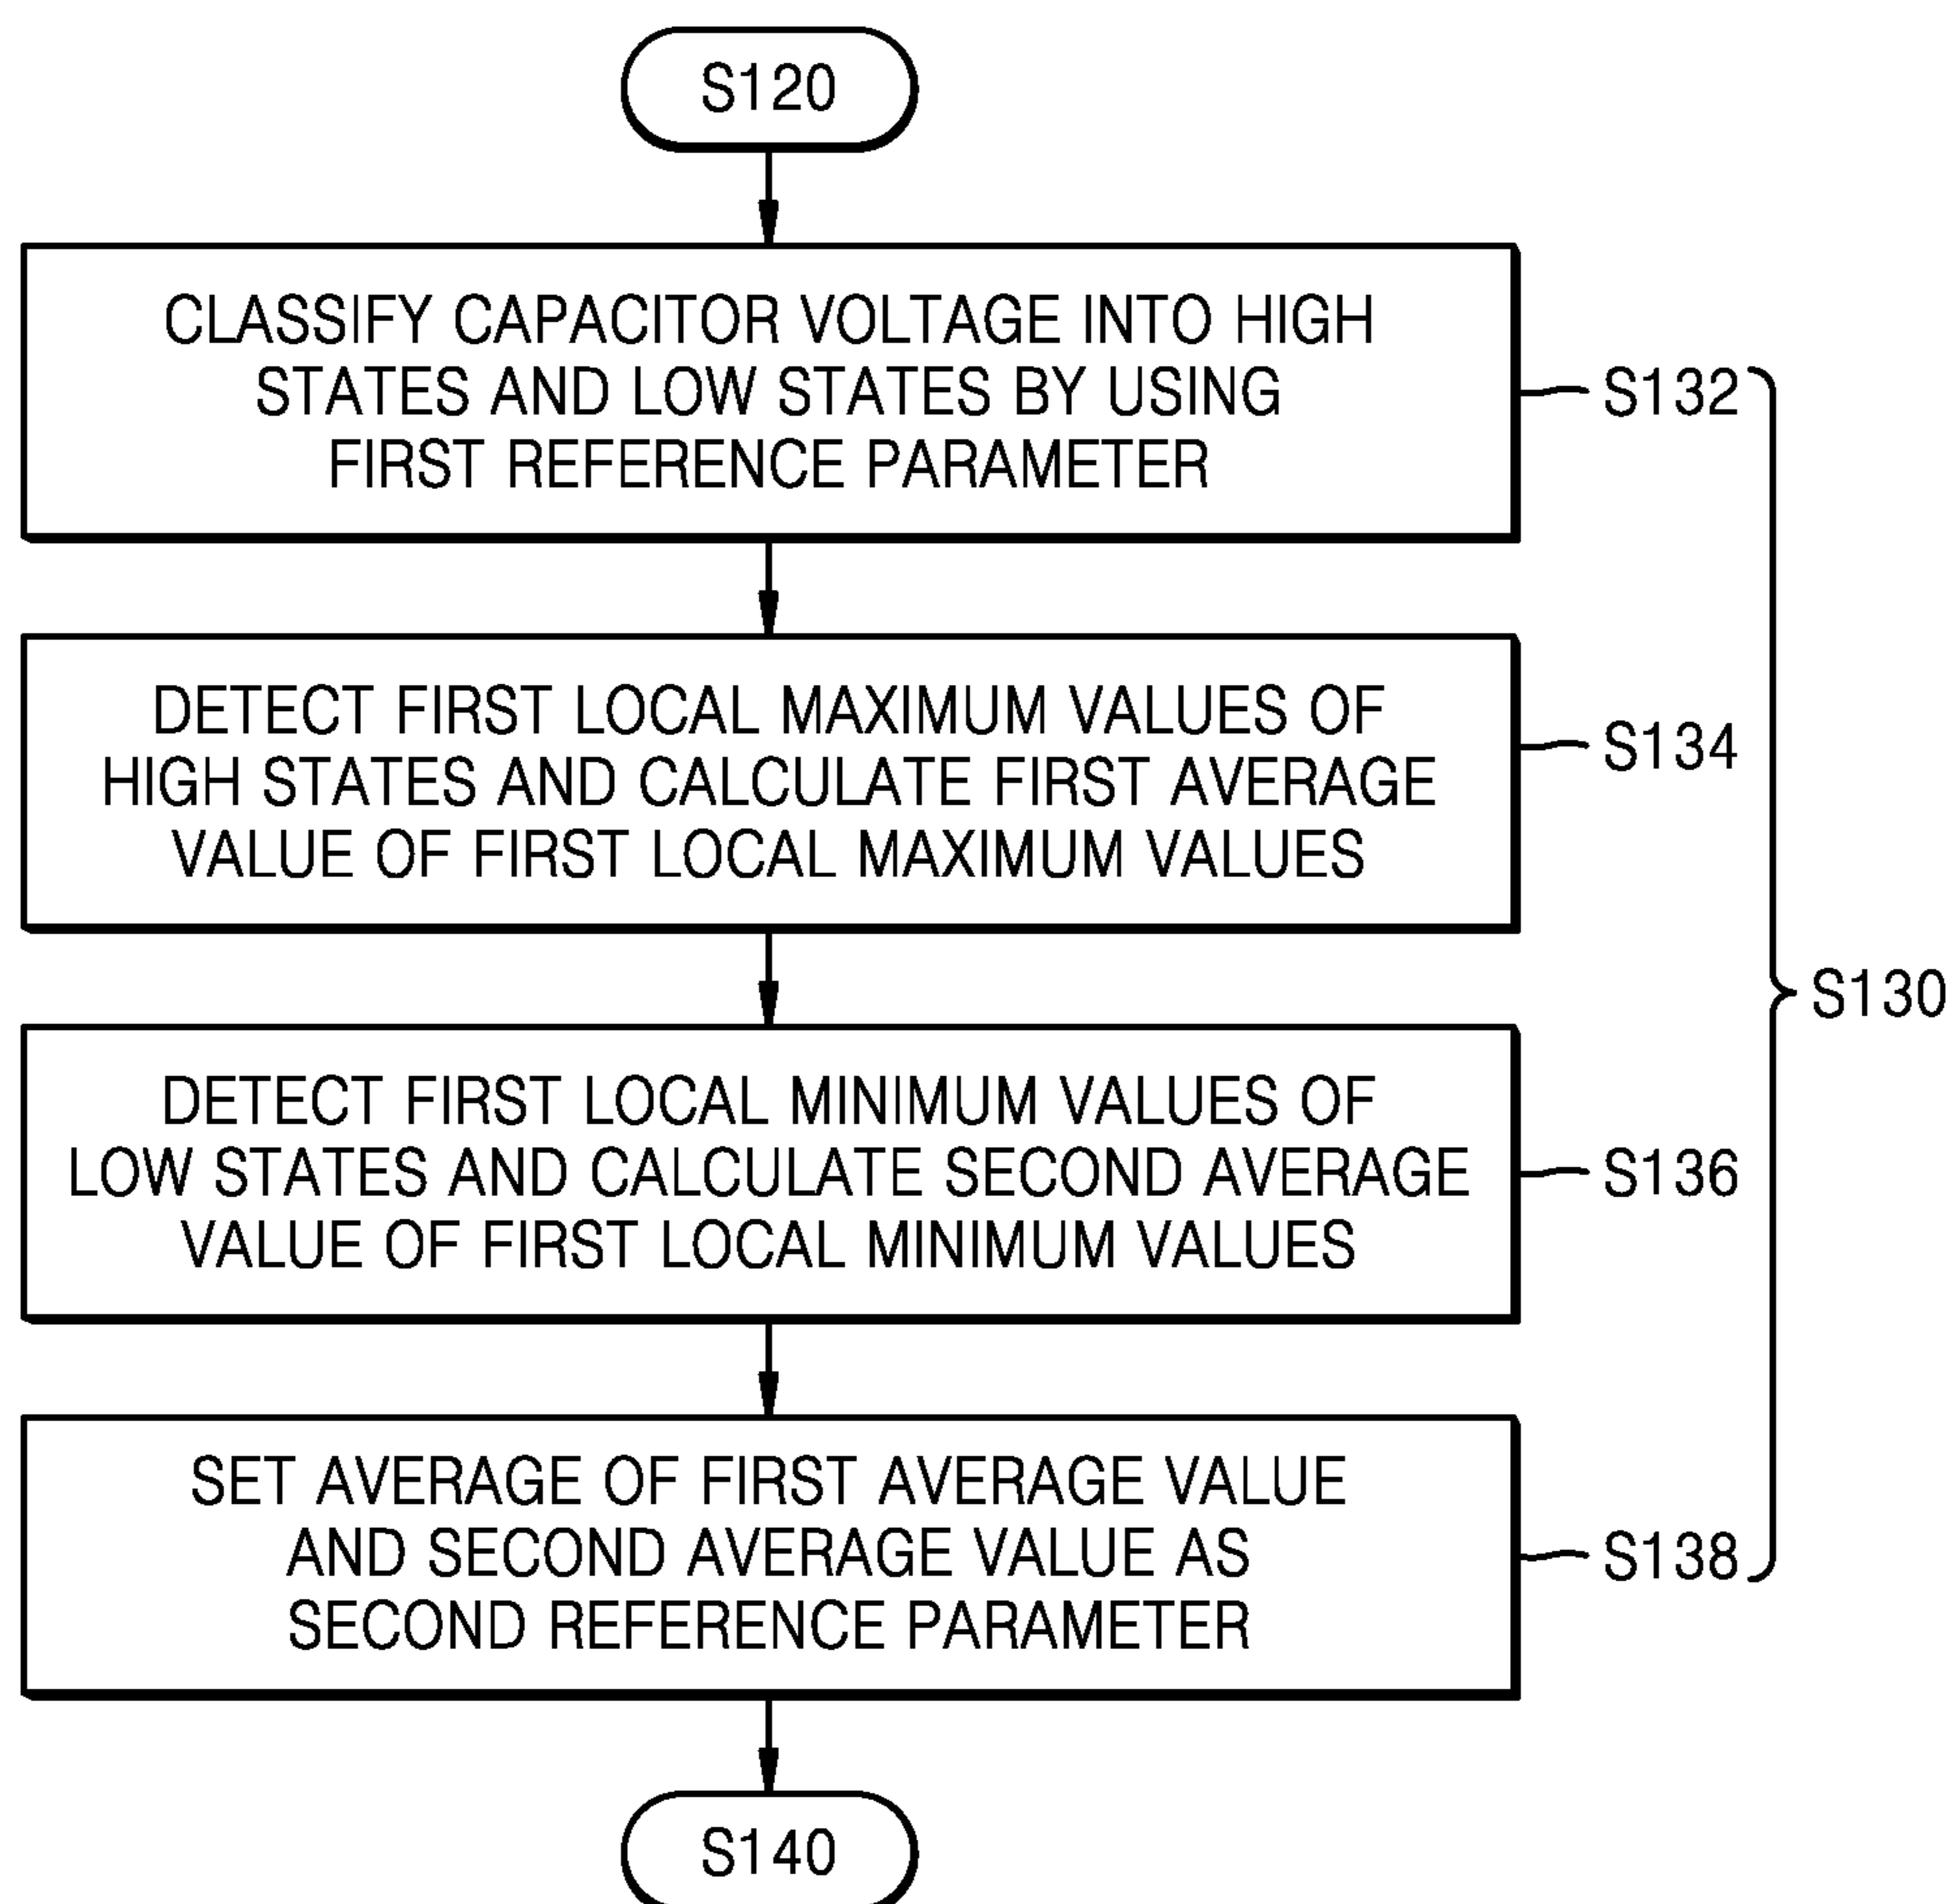 S120
CLASSIFY CAPACITOR VOLTAGE INTO HIGH
STATES AND LOW STATES BY USING
FIRST REFERENCE PARAMETER
S132
DETECT FIRST LOCAL MAXIMUM VALUES OF
HIGH STATES AND CALCULATE FIRST AVERAGE
VALUE OF FIRST LOCAL MAXIMUM VALUES
S134
S130
DETECT FIRST LOCAL MINIMUM VALUES OF
LOW STATES AND CALCULATE SECOND AVERAGE
VALUE OF FIRST LOCAL MINIMUM VALUES
S136
SET AVERAGE OF FIRST AVERAGE VALUE
AND SECOND AVERAGE VALUE AS
SECOND REFERENCE PARAMETER
S138
S140